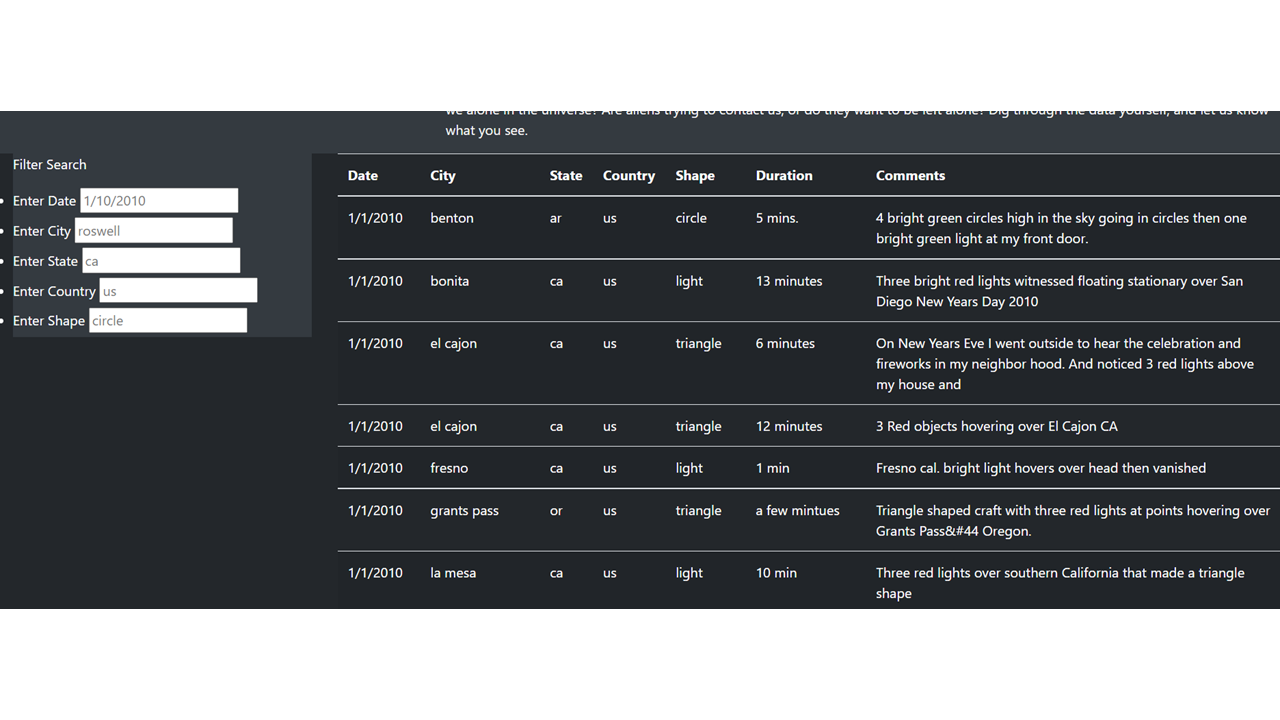 we alone in the universe? Are aliens trying to contact us, or do they want to be left alone? Dig through the data yourself, and let us know
what you see.
Filter Search
Enter Date 1/10/2010
Enter City roswell
Enter State ca
Enter Country us
Enter Shape circle
Date City State Country Shape Duration Comments
1/1/2010 benton ar us circle 5 mins. 4 bright green circles high in the sky going in circles then one
bright green light at my front door.
1/1/2010 bonita ca us light 13 minutes Three bright red lights witnessed floating stationary over San
Diego New Years Day 2010
1/1/2010 el cajon ca us triangle 6 minutes On New Years Eve I went outside to hear the celebration and
fireworks in my neighbor hood. And noticed 3 red lights above
my house and
1/1/2010 el cajon ca us triangle 12 minutes 3 Red objects hovering over El Cajon CA
1/1/2010 fresno ca us light 1 min Fresno cal. bright light hovers over head then vanished
1/1/2010 grants pass or us triangle a few mintues Triangle shaped craft with three red lights at points hovering over
Grants Pass&#44 Oregon.
1/1/2010 la mesa ca us light 10 min Three red lights over southern California that made a triangle
shape